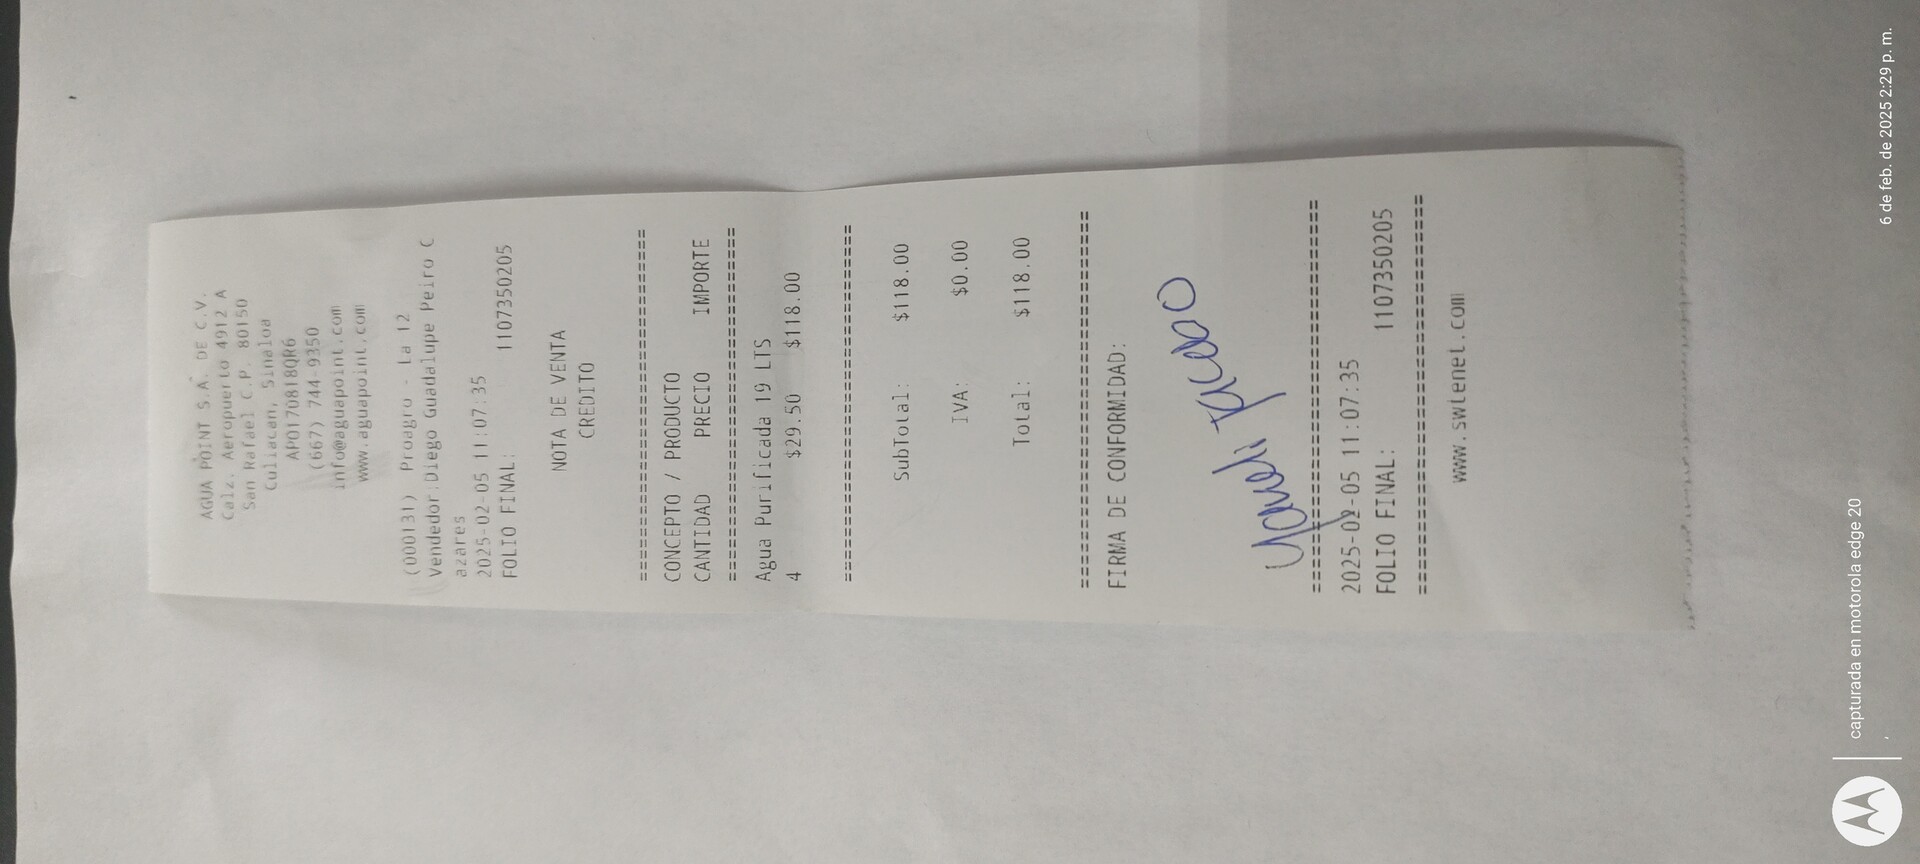 AGUA POINT S.A. DE C.V.
Calz. Aeropuerto 4912 A
San Rafael C.P. 80150
Culiacan, Sinaloa
APO170818QR6
(667) 744-9350
info@aguapoint.com
www.aguapoint.com
(000131) Proagro - La 12
Vendedor:Diego Guadalupe Peiro C
azares
2025-02-05 11:07:35
FOLIO FINAL: 1107350205
NOTA DE VENTA
CREDITO
================================
CONCEPTO / PRODUCTO
CANTIDAD PRECIO IMPORTE
================================
Agua Purificada 19 LTS
4 $29.50 $118.00
================================
SubTotal: $118.00
IVA: $0.00
Total: $118.00
================================
FIRMA DE CONFORMIDAD:
================================
2025-02-05 11:07:35
FOLIO FINAL: 1107350205
================================
www.swtenet.com
capturada en motorola edge 20
6 de feb. de 2025 2:29 p. m.